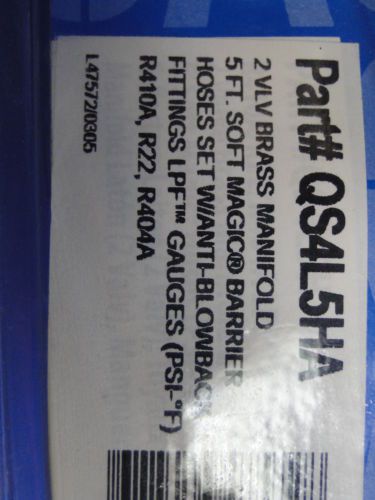 Part# QS4L5HA
2 VLV BRASS MANIFOLD
5 FT. SOFT MAGIC® BARRIER
HOSES SET W/ANTI-BLOWBACK
FITTINGS LPF™ GAUGES (PSI-°F)
R410A, R22, R404A
L47572/0305